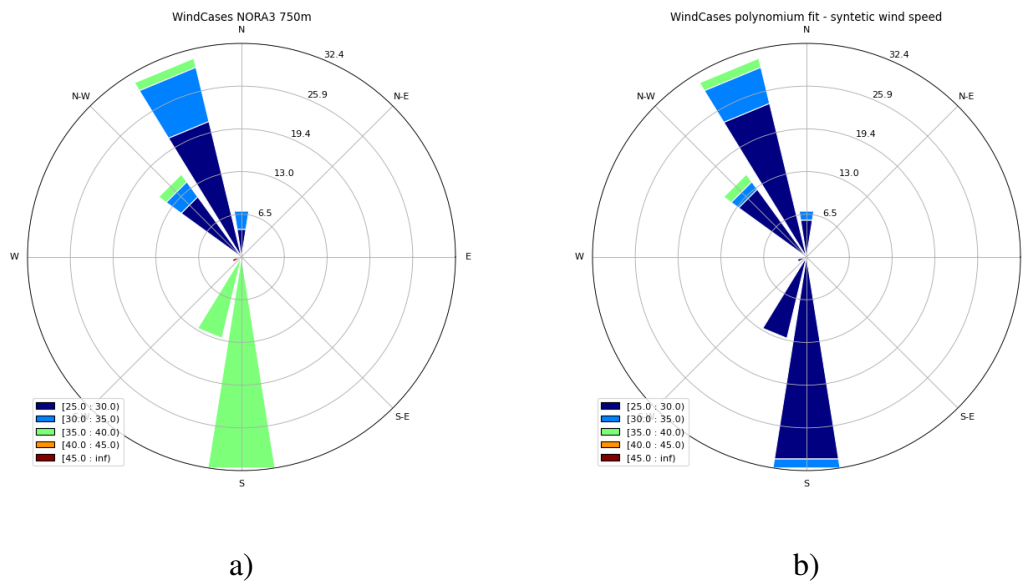 WindCases NORA3 750m
N
32.4
N-W
25.9
N-E
19.4
13.0
6.5
W
E
[25.0 : 30.0)
[30.0 : 35.0)
[35.0 : 40.0)
[40.0 : 45.0)
[45.0 : inf)
S-E
S
a)
WindCases polynomium fit - syntetic wind speed
N
32.4
N-W
25.9
N-E
19.4
13.0
6.5
W
[25.0 : 30.0)
[30.0 : 35.0)
[35.0 : 40.0)
[40.0 : 45.0)
[45.0 : inf)
S-E
S
b)